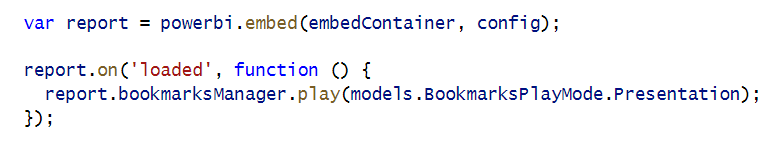 var report = powerbi.embed(embedContainer, config);
report.on('loaded', function () {
  report.bookmarksManager.play(models.BookmarksPlayMode.Presentation);
});